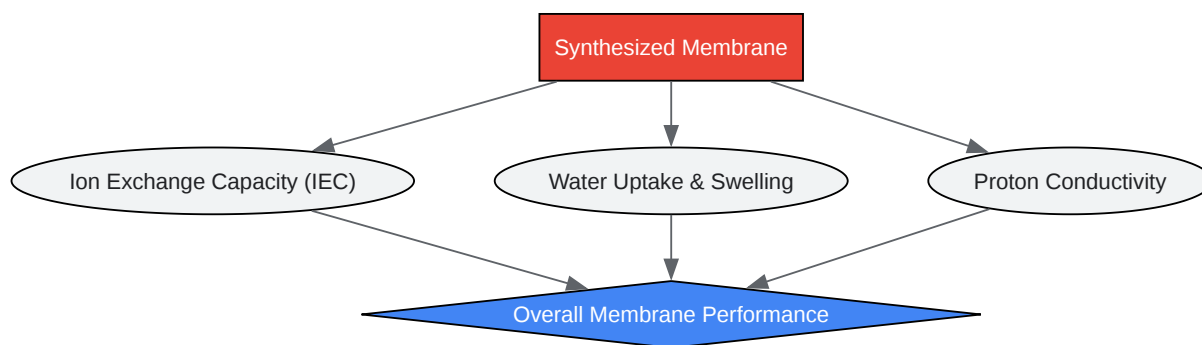 Synthesized Membrane
Ion Exchange Capacity (IEC)
Water Uptake & Swelling
Proton Conductivity
Overall Membrane Performance